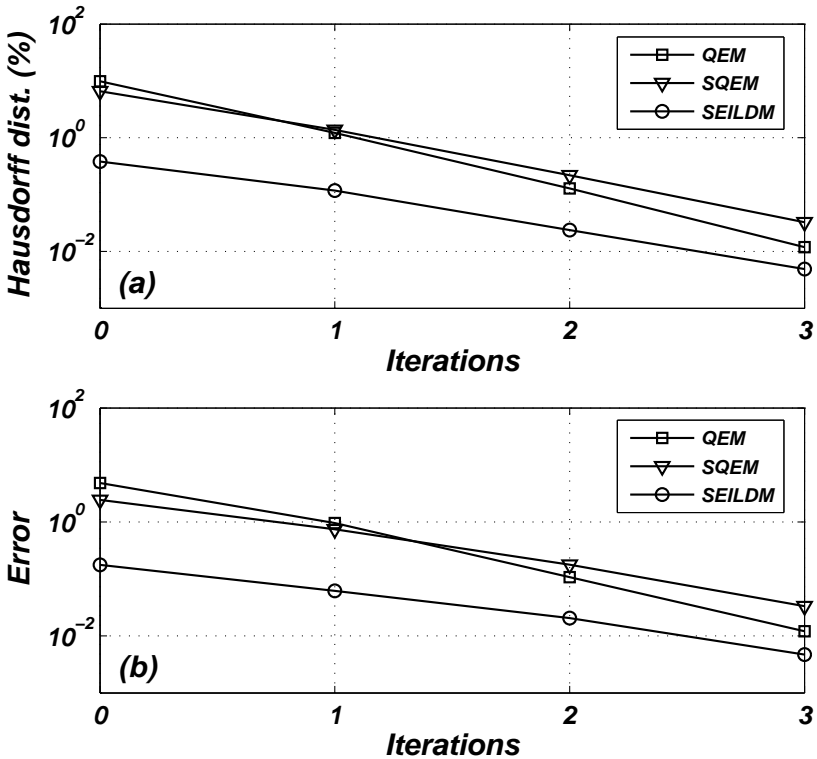 10^2
10^0
10^-2
Hausdorff dist. (%)
QEM
SQEM
SEILDM
(a)
0 1 2 3
Iterations
10^2
10^0
10^-2
Error
QEM
SQEM
SEILDM
(b)
0 1 2 3
Iterations